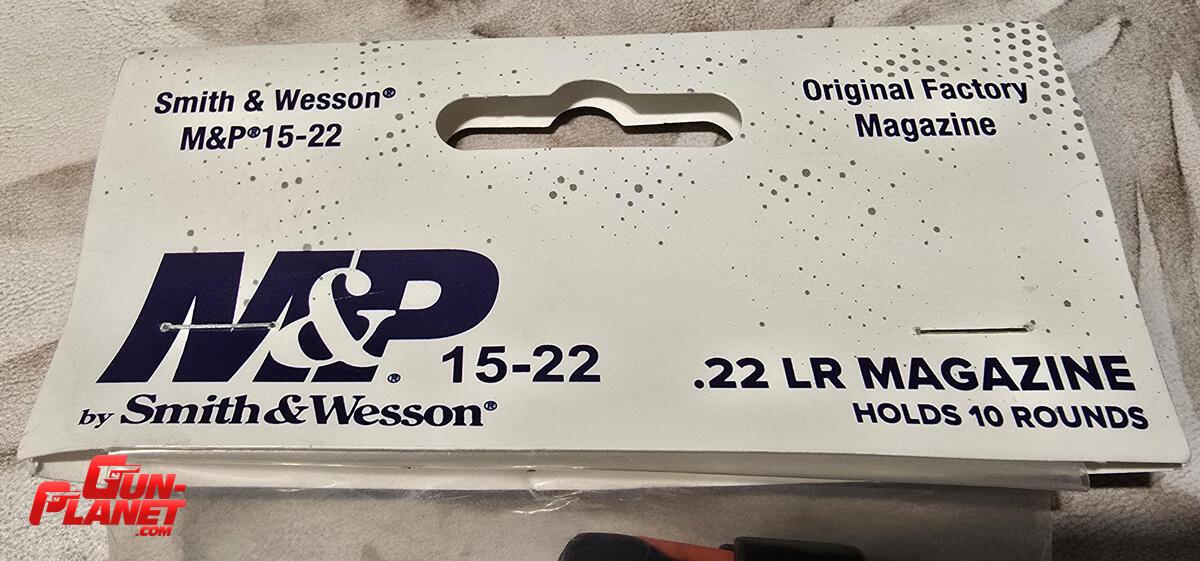 Smith & Wesson®
M&P®15-22
Original Factory
Magazine
M&P® 15-22
by Smith & Wesson®
.22 LR MAGAZINE
HOLDS 10 ROUNDS
GUN-
PLANET
.COM